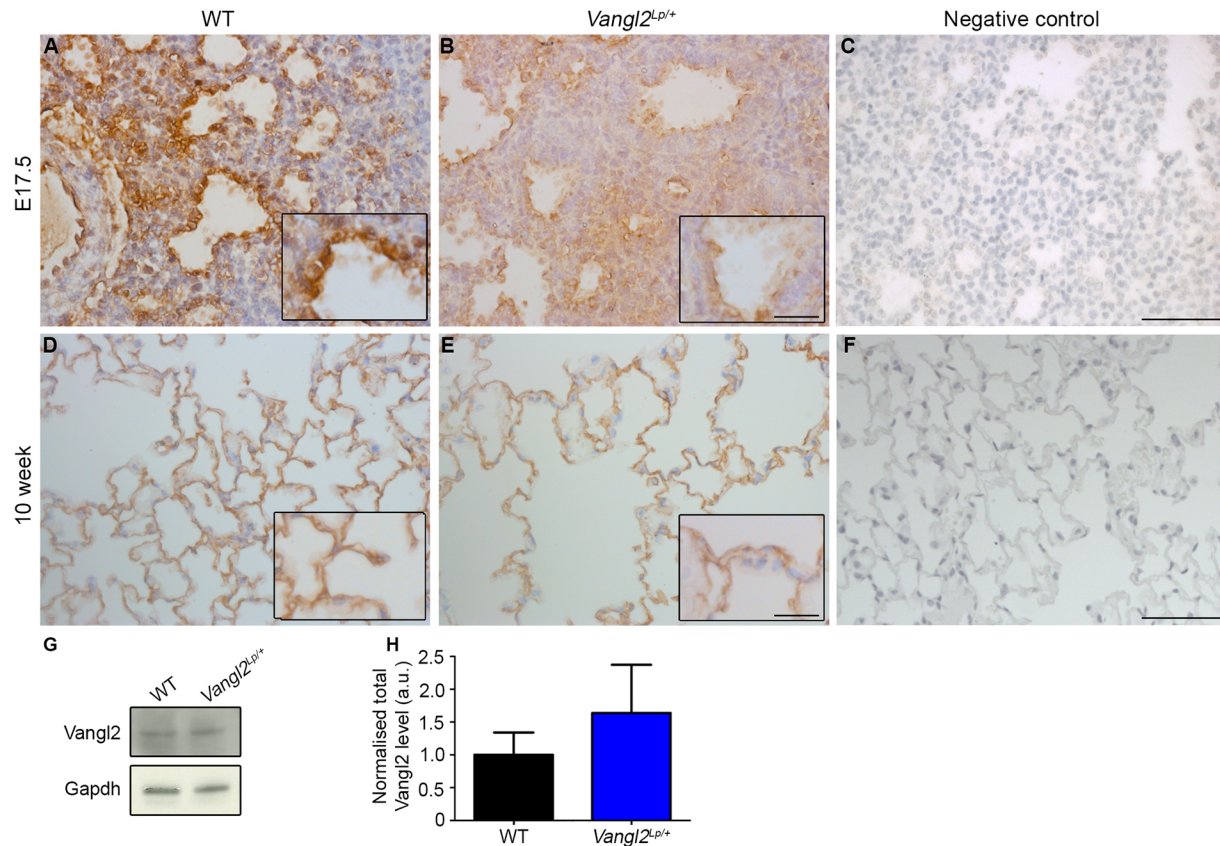 WT
Vangl2Lp/+
Negative control
E17.5
A
B
C
10 week
D
E
F
G
WT
Vangl2Lp/+
Vangl2
Gapdh
H
Normalised total
Vangl2 level (a.u.)
2.5
2.0
1.5
1.0
0.5
0
WT
Vangl2Lp/+